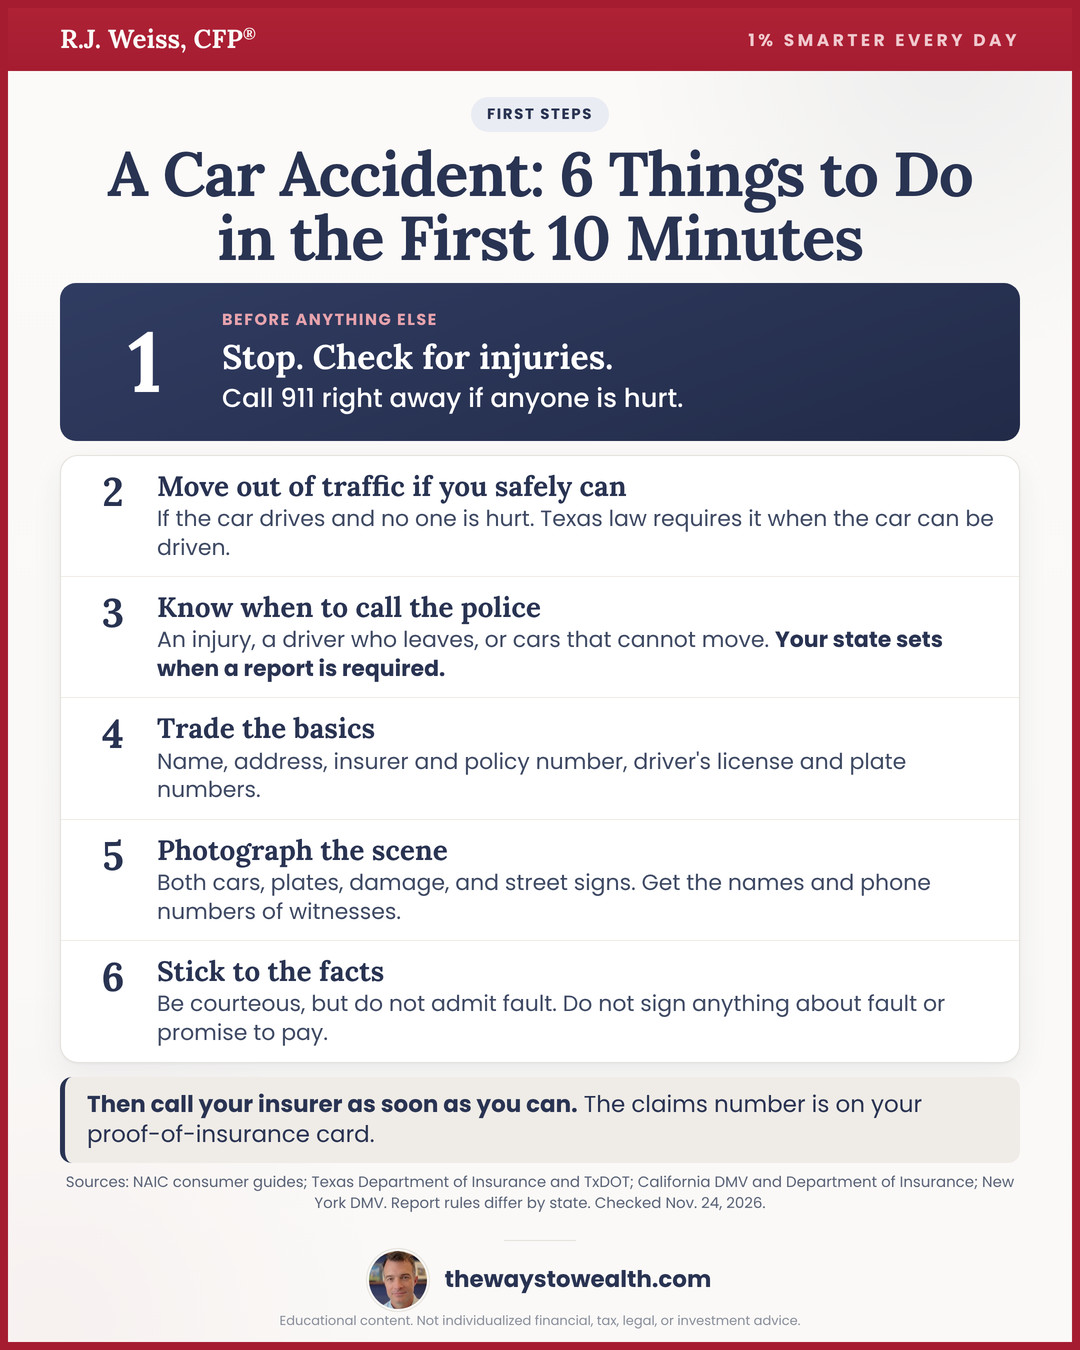 R.J. Weiss, CFP®
1% SMARTER EVERY DAY
FIRST STEPS
A Car Accident: 6 Things to Do
in the First 10 Minutes
1
BEFORE ANYTHING ELSE
Stop. Check for injuries.
Call 911 right away if anyone is hurt.
2
Move out of traffic if you safely can
If the car drives and no one is hurt. Texas law requires it when the car can be
driven.
3
Know when to call the police
An injury, a driver who leaves, or cars that cannot move. Your state sets
when a report is required.
4
Trade the basics
Name, address, insurer and policy number, driver's license and plate
numbers.
5
Photograph the scene
Both cars, plates, damage, and street signs. Get the names and phone
numbers of witnesses.
6
Stick to the facts
Be courteous, but do not admit fault. Do not sign anything about fault or
promise to pay.
Then call your insurer as soon as you can. The claims number is on your
proof-of-insurance card.
Sources: NAIC consumer guides; Texas Department of Insurance and TxDOT; California DMV and Department of Insurance; New
York DMV. Report rules differ by state. Checked Nov. 24, 2026.
thewaystowealth.com
Educational content. Not individualized financial, tax, legal, or investment advice.